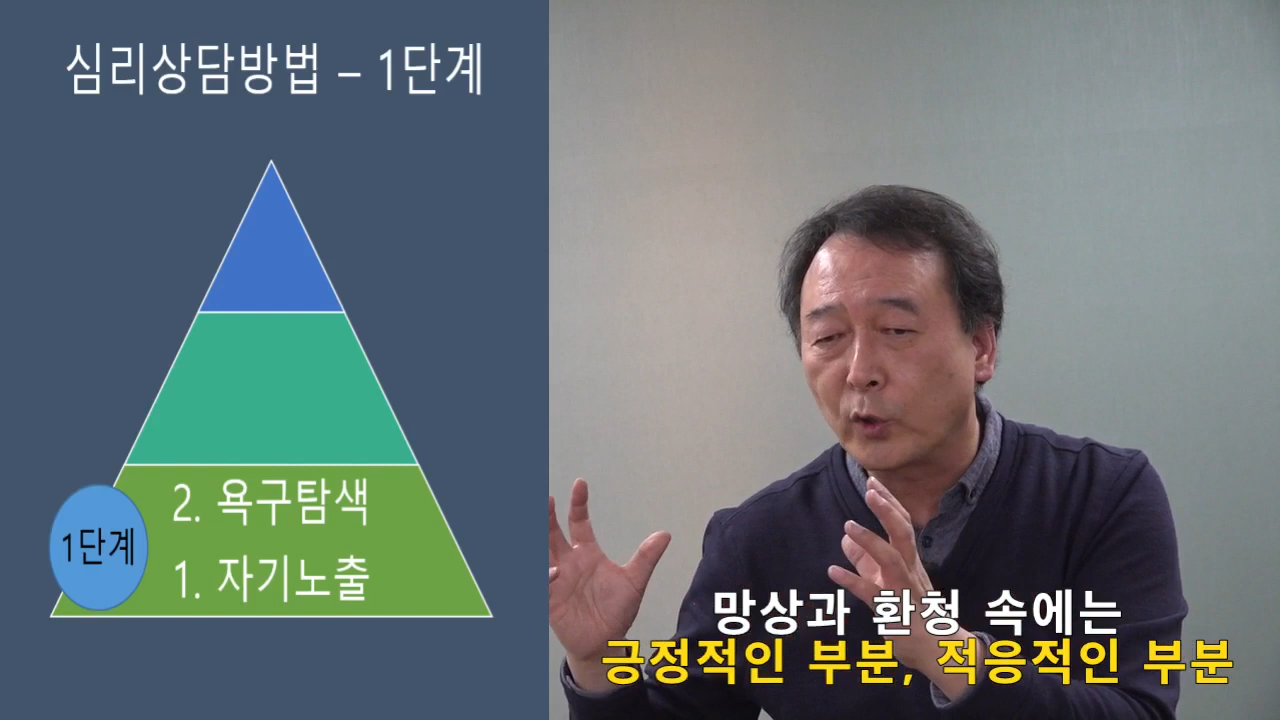 심리상담방법 – 1단계
2. 욕구탐색
1단계
1. 자기노출
망상과 환청 속에는
긍정적인 부분, 적응적인 부분